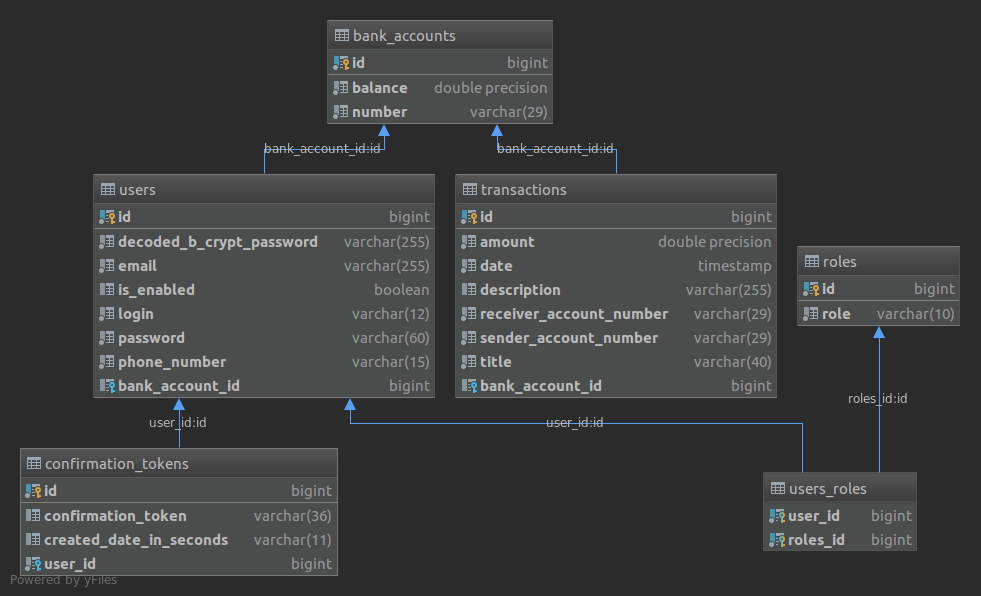 bank_accounts
id bigint
balance double precision
number varchar(29)
bank_account_id:id
bank_account_id:id
users
id bigint
decoded_b_crypt_password varchar(255)
email varchar(255)
is_enabled boolean
login varchar(12)
password varchar(60)
phone_number varchar(15)
bank_account_id bigint
transactions
id bigint
amount double precision
date timestamp
description varchar(255)
receiver_account_number varchar(29)
sender_account_number varchar(29)
title varchar(40)
bank_account_id bigint
roles
id bigint
role varchar(10)
user_id:id
user_id:id
roles_id:id
confirmation_tokens
id bigint
confirmation_token varchar(36)
created_date_in_seconds varchar(11)
user_id bigint
users_roles
user_id bigint
roles_id bigint
Powered by yFiles